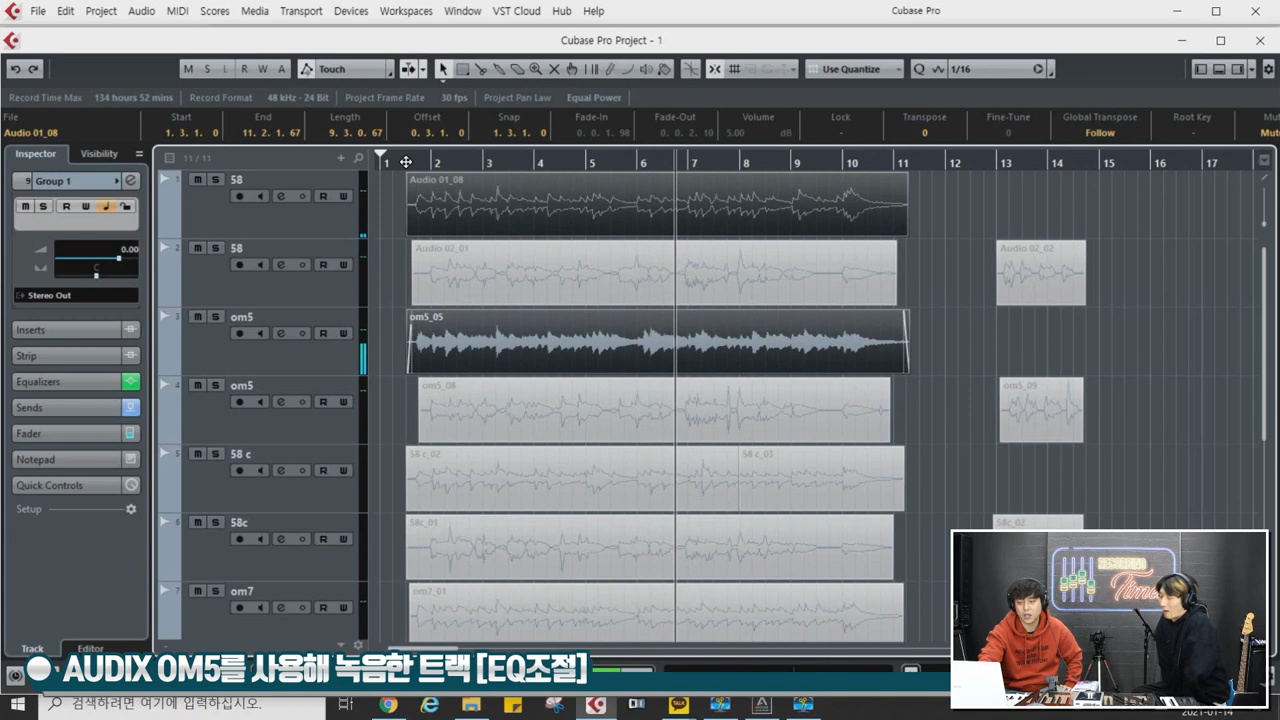 File Edit Project Audio MIDI Scores Media Transport Devices Workspaces Window VST Cloud Hub Help Cubase Pro
Cubase Pro Project - 1
M S L R W A Touch Use Quantize Q 1/16
Record Time Max 134 hours 52 mins Record Format 48 kHz - 24 Bit Project Frame Rate 30 fps Project Pan Law Equal Power
File Start End Length Offset Snap Fade-In Fade-Out Volume Lock Transpose Fine-Tune Global Transpose Root Key Mut
Audio 01_08 1. 3. 1. 0 11. 2. 1. 67 9. 3. 0. 67 0. 3. 1. 0 1. 3. 1. 0 0. 0. 1. 98 0. 0. 2. 10 5.00 dB - 0 0 Follow - Mut
Inspector Visibility 11 / 11 1 2 3 4 5 6 7 8 9 10 11 12 13 14 15 16 17
9 Group 1
m S R W
0.00
C
Stereo Out
Inserts
Strip
Equalizers
Sends
Fader
Notepad
Quick Controls
Setup
1 m S 58 e R W Audio 01_08
2 m S 58 e R W Audio 02_01 Audio 02_02
3 m S om5 e R W om5_05
4 m S om5 e R W om5_08 om5_09
5 m S 58 c e R W 58 c_02 58 c_03
6 m S 58c e R W 58c_01 58c_02
7 m S om7 e R W om7_01
Track Editor
AUDIX OM5를 사용해 녹음한 트랙 [EQ조절]
Time
검색하려면 여기에 입력하십시오.
TALK
2021-01-14